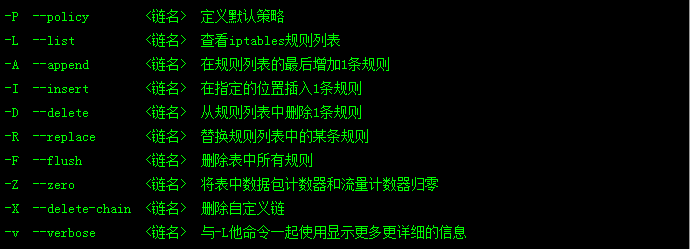 -P --policy <链名> 定义默认策略
-L --list <链名> 查看iptables规则列表
-A --append <链名> 在规则列表的最后增加1条规则
-I --insert <链名> 在指定的位置插入1条规则
-D --delete <链名> 从规则列表中删除1条规则
-R --replace <链名> 替换规则列表中的某条规则
-F --flush <链名> 删除表中所有规则
-Z --zero <链名> 将表中数据包计数器和流量计数器归零
-X --delete-chain <链名> 删除自定义链
-v --verbose <链名> 与-L他命令一起使用显示更多更详细的信息